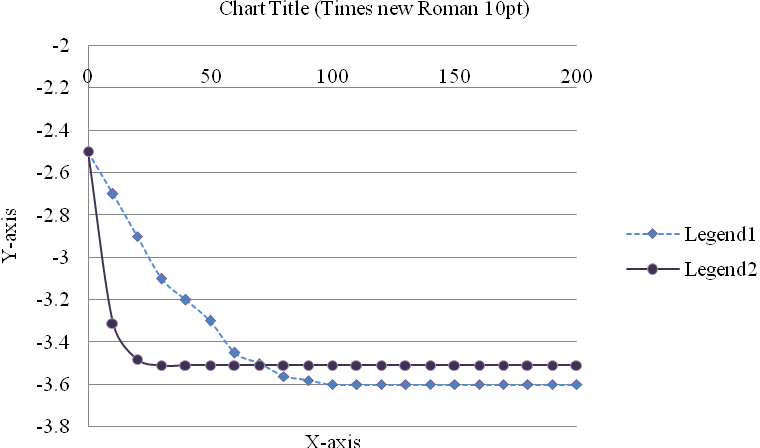 Chart Title (Times new Roman 10pt)
-2
0 50 100 150 200
-2.2
-2.4
-2.6
-2.8
-3
-3.2
-3.4
-3.6
-3.8
Y-axis
X-axis
Legend1
Legend2